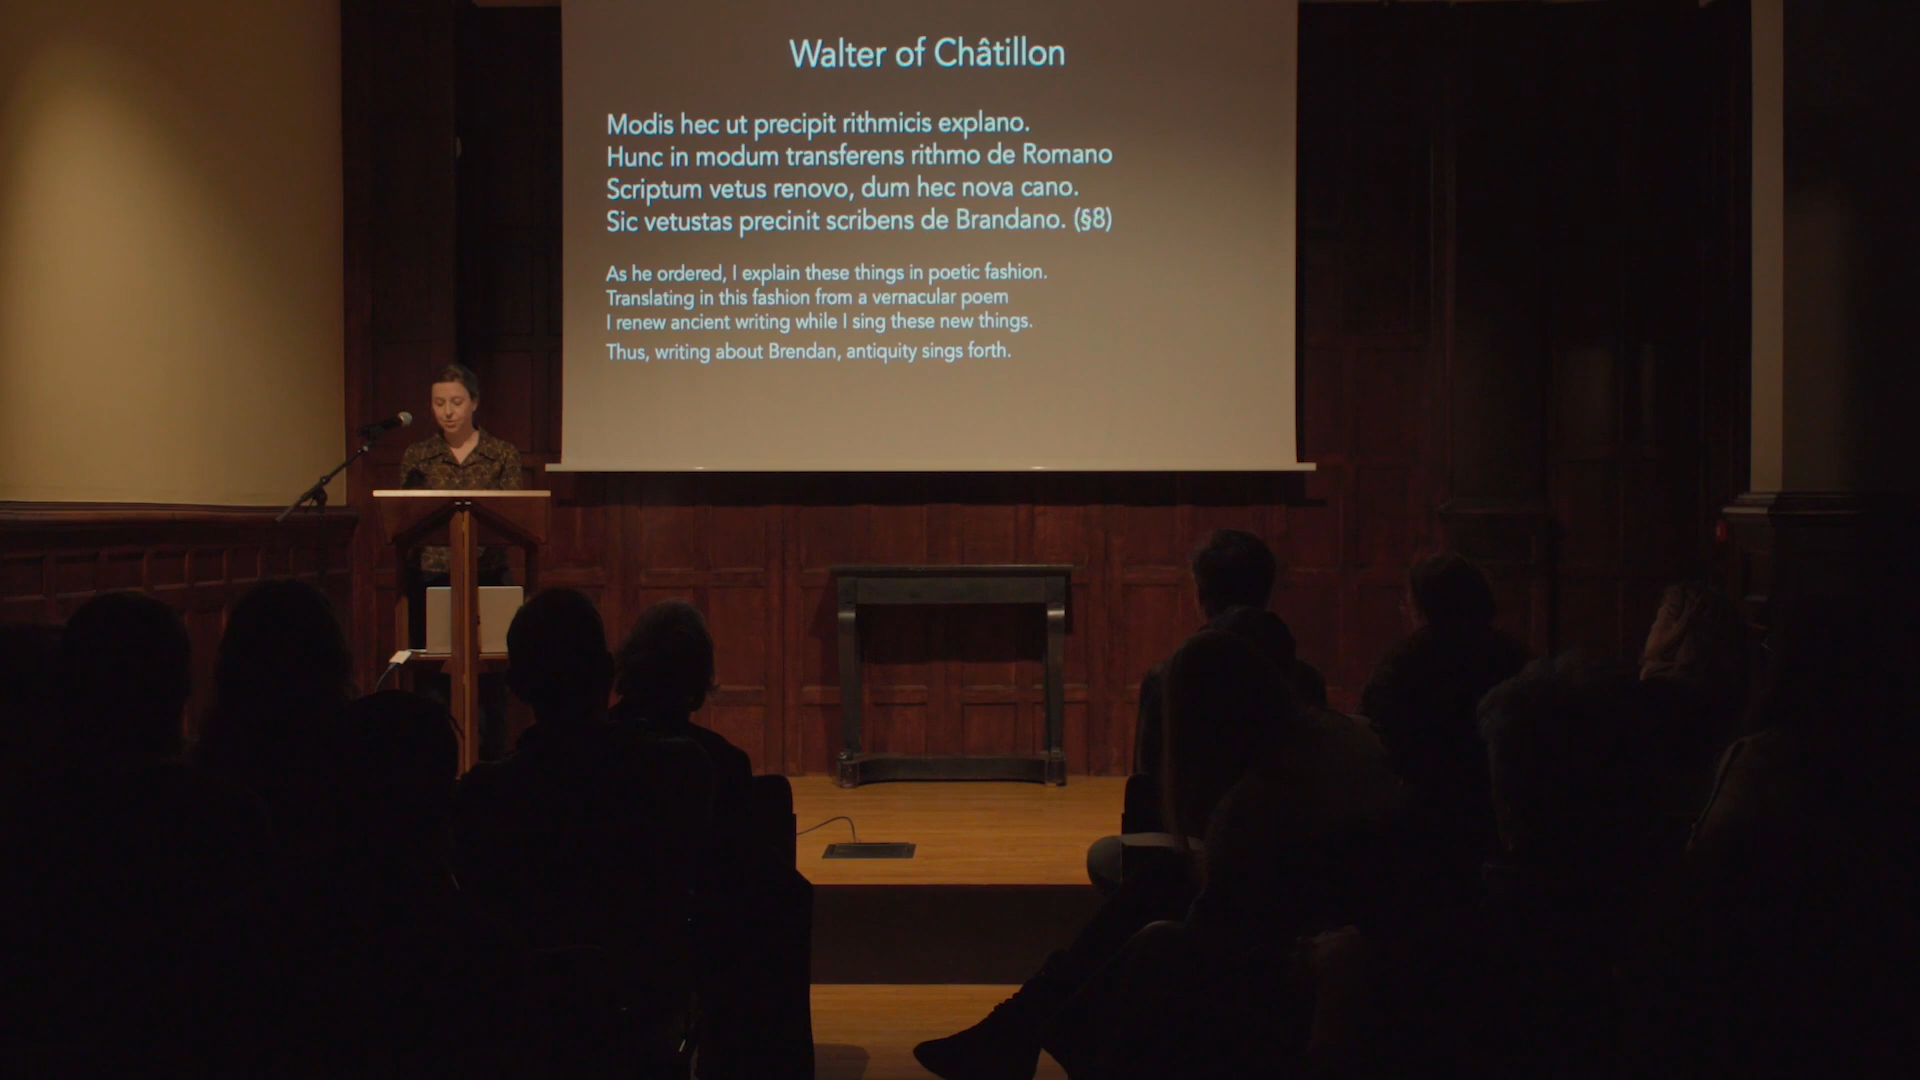 Walter of Châtillon
Modis hec ut precipit rithmicis explano.
Hunc in modum transferens rithmo de Romano
Scriptum vetus renovo, dum hec nova cano.
Sic vetustas precinit scribens de Brandano. (§8)
As he ordered, I explain these things in poetic fashion.
Translating in this fashion from a vernacular poem
I renew ancient writing while I sing these new things.
Thus, writing about Brendan, antiquity sings forth.